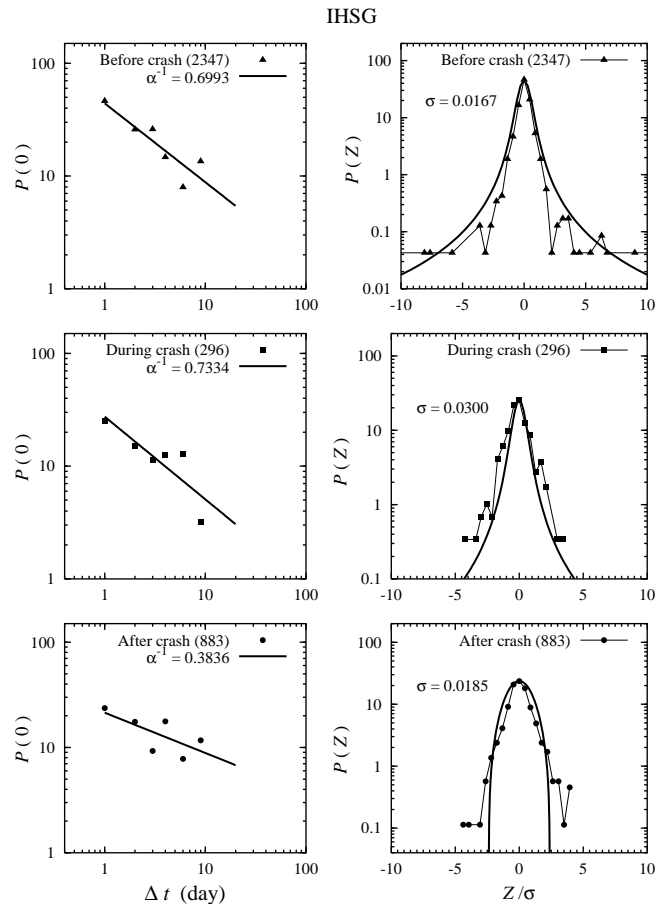 IHSG
Before crash (2347)
α⁻¹ = 0.6993
P(0)
100
10
1
1 10 100
Before crash (2347)
σ = 0.0167
P(Z)
100
10
1
0.1
0.01
-10 -5 0 5 10
During crash (296)
α⁻¹ = 0.7334
P(0)
100
10
1
1 10 100
During crash (296)
σ = 0.0300
P(Z)
100
10
1
0.1
-10 -5 0 5 10
After crash (883)
α⁻¹ = 0.3836
P(0)
100
10
1
1 10 100
Δ t (day)
After crash (883)
σ = 0.0185
P(Z)
100
10
1
0.1
-10 -5 0 5 10
Z/σ